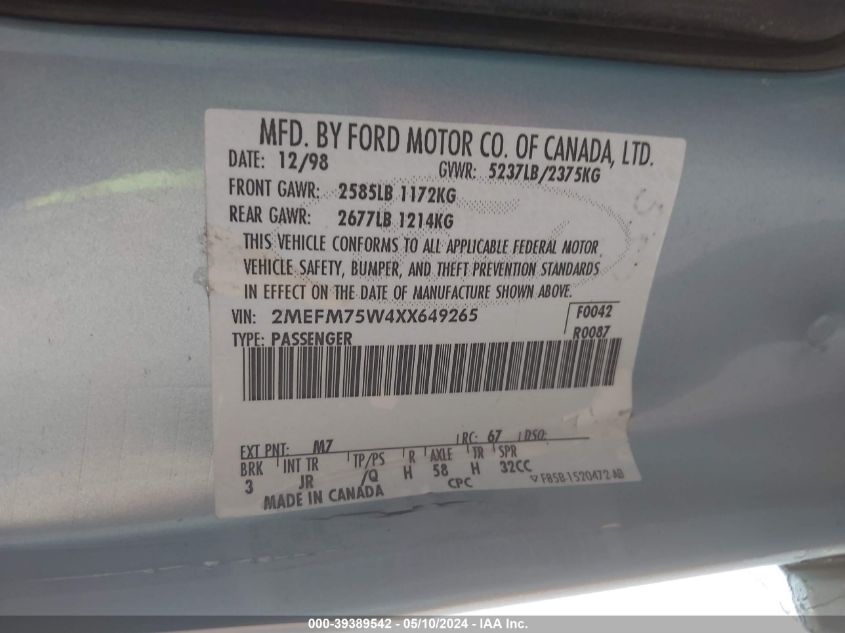 MFD. BY FORD MOTOR CO. OF CANADA, LTD.
DATE: 12/98 GVWR: 5237LB/2375KG
FRONT GAWR: 2585LB 1172KG
REAR GAWR: 2677LB 1214KG
THIS VEHICLE CONFORMS TO ALL APPLICABLE FEDERAL MOTOR
VEHICLE SAFETY, BUMPER, AND THEFT PREVENTION STANDARDS
IN EFFECT ON THE DATE OF MANUFACTURE SHOWN ABOVE.
VIN: 2MEFM75W4XX649265 F0042
TYPE: PASSENGER R0087
EXT PNT: M7 RC: 67 DSO:
BRK INT TR TP/PS R AXLE TR SPR
3 JR /Q H 58 H 32CC
MADE IN CANADA CPC F85B-1520472-AB
000-39389542 - 05/10/2024 - IAA Inc.